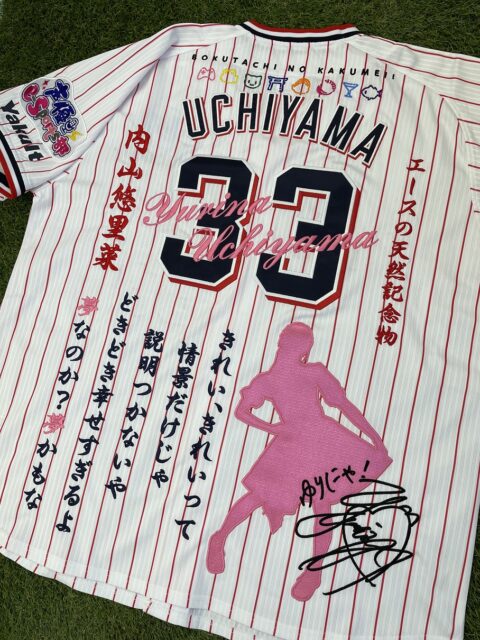 BOKUTACHI NO KAKUMEI!
UCHIYAMA
33
Yurina
Uchiyama
Yakult
内山悠里菜
エースの天然記念物
きれい、きれいって
情景だけじゃ
説明つかないや
どきどき幸せすぎるよ
夢なのか？夢かもな
ゆりにゃ！